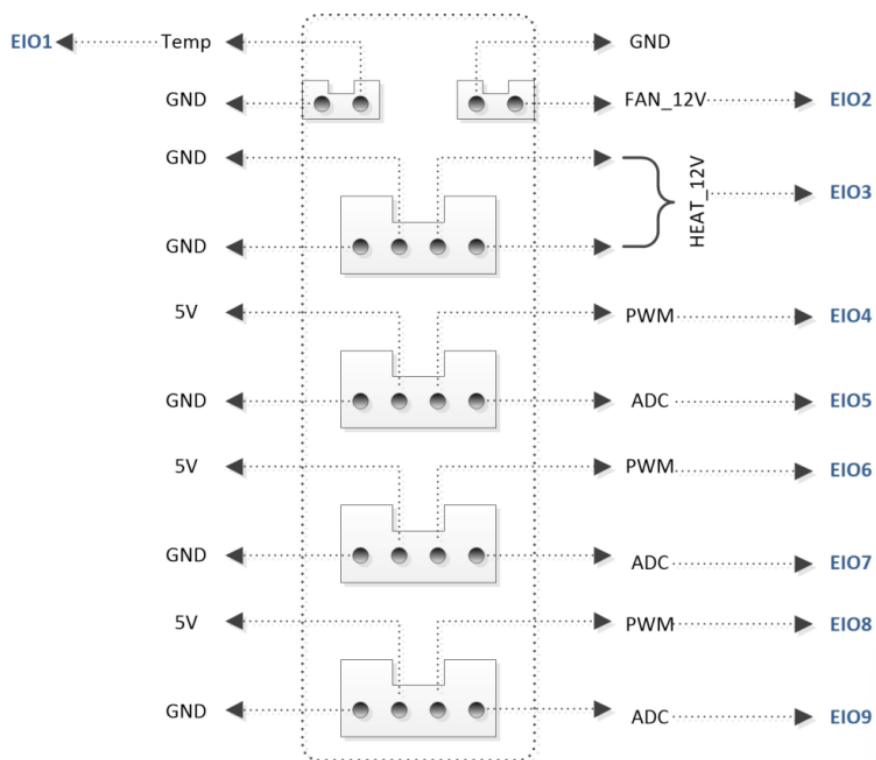 EIO1 Temp GND
GND FAN_12V EIO2
GND
HEAT_12V EIO3
GND
5V PWM EIO4
GND ADC EIO5
5V PWM EIO6
GND ADC EIO7
5V PWM EIO8
GND ADC EIO9